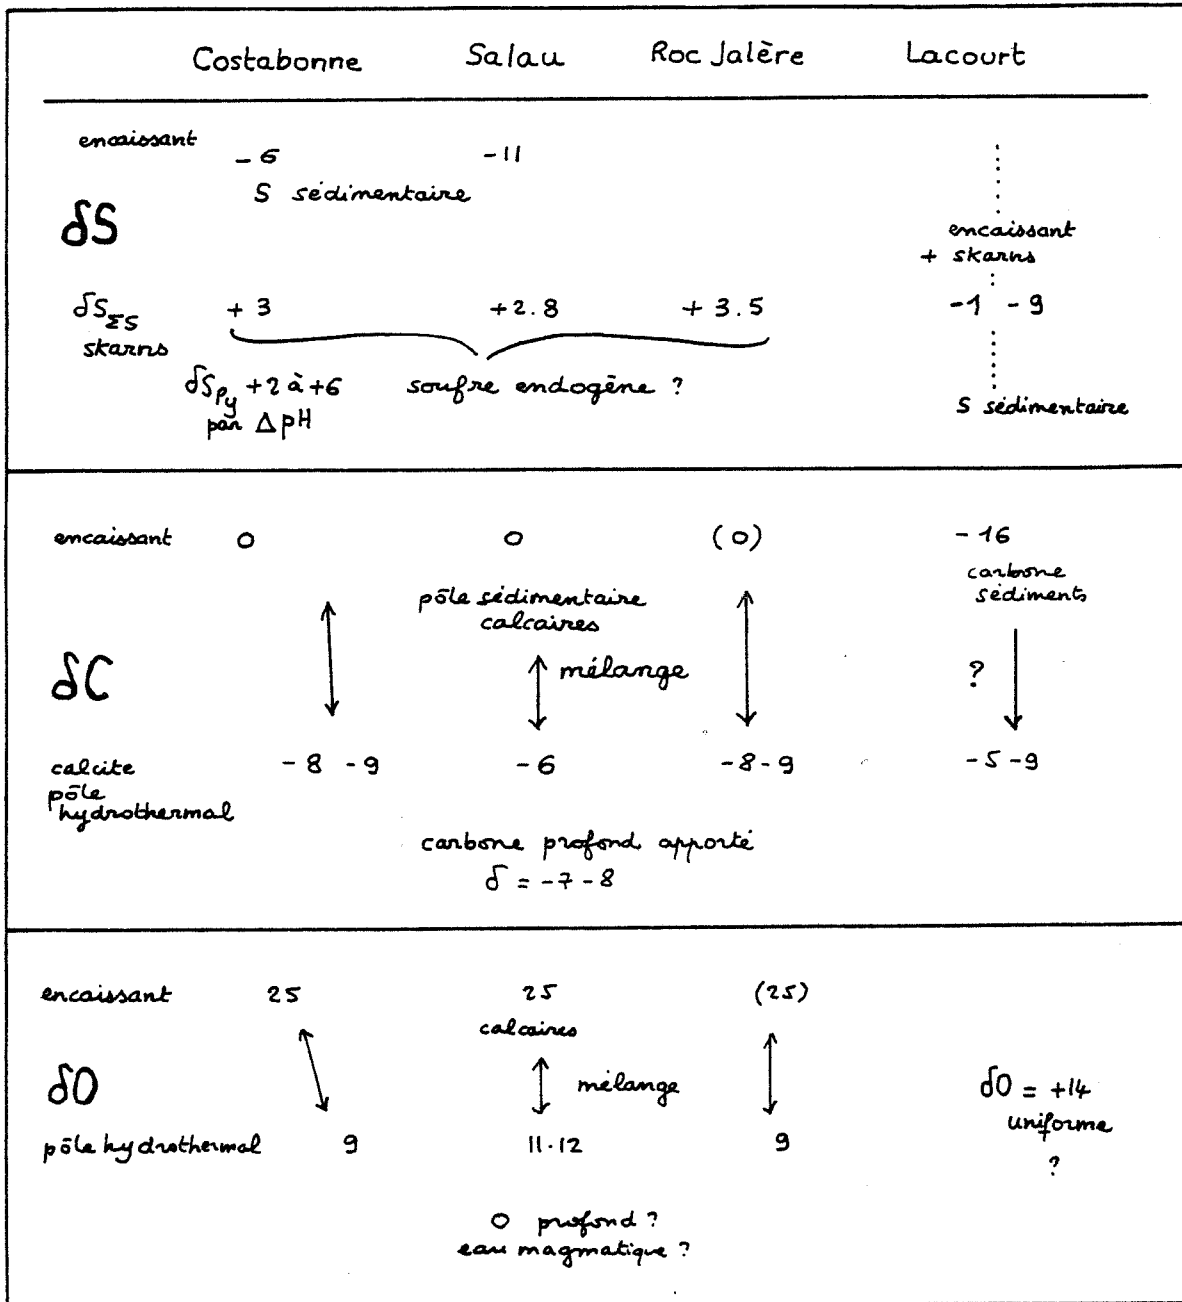 Costabonne Salau Roc Jalère Lacourt
encaissant
- 6 -11
S sédimentaire
δS
encaissant
+ skarns
δS_ΣS + 3 +2.8 + 3.5 -1 -9
skarns
δS_Py +2 à +6 soufre endogène ?
par Δ pH
S sédimentaire
encaissant 0 0 (0) - 16
carbone
sédiments
pôle sédimentaire
calcaires
δC
mélange
?
calcite - 8 -9 - 6 -8-9 -5-9
pôle
hydrothermal
carbone profond apporté
δ = -7 -8
encaissant 25 25 (25)
calcaires
δO
mélange
δO = +14
uniforme
?
pôle hydrothermal 9 11-12 9
O profond ?
eau magmatique ?